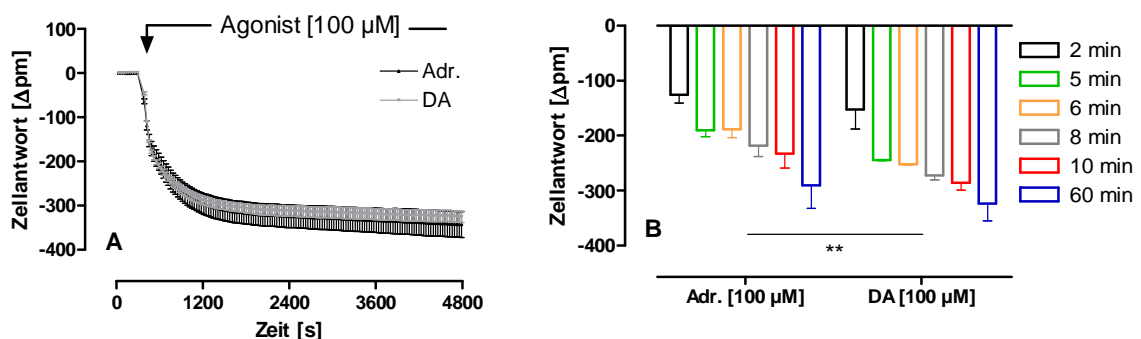 Agonist [100 µM]
Adr.
DA
100
0
-100
-200
-300
-400
Zellantwort [Δpm]
A
0
1200
2400
3600
4800
Zeit [s]
0
-100
-200
-300
-400
Zellantwort [Δpm]
B
**
Adr. [100 µM]
DA [100 µM]
2 min
5 min
6 min
8 min
10 min
60 min